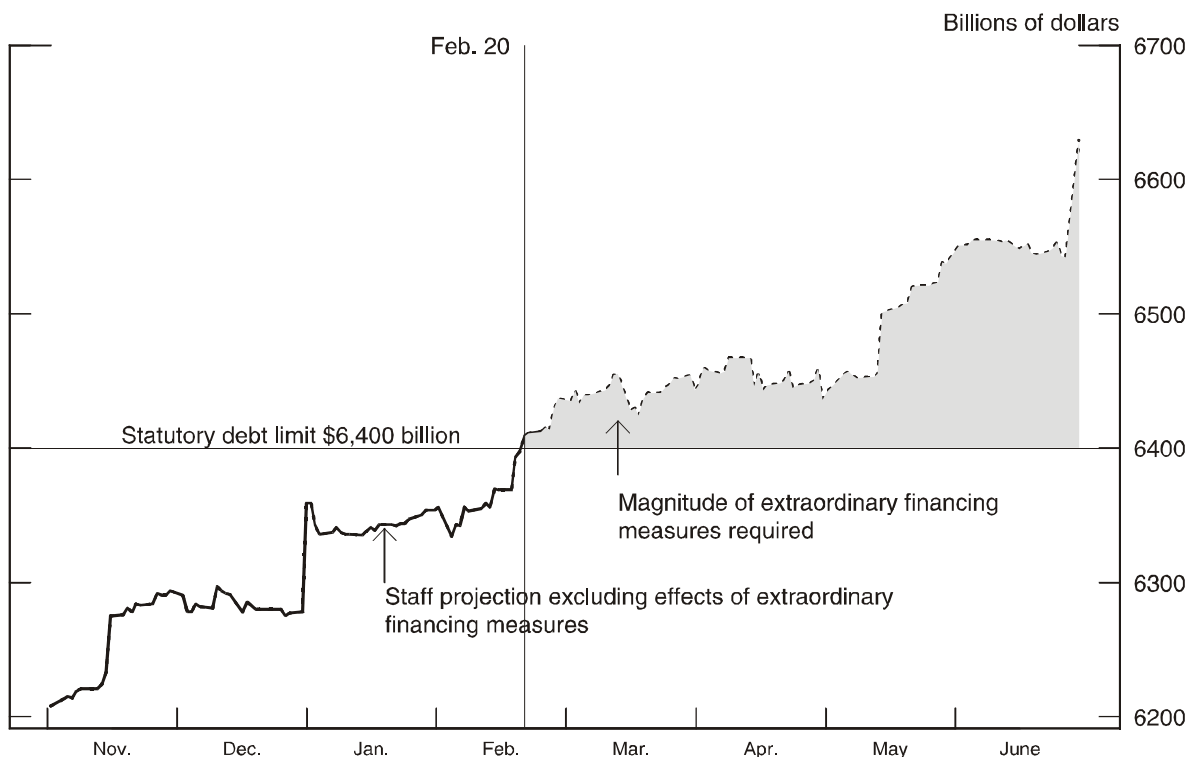 Billions of dollars
Feb. 20
6700
6600
6500
Statutory debt limit $6,400 billion
6400
Magnitude of extraordinary financing
measures required
6300
Staff projection excluding effects of extraordinary
financing measures
6200
Nov.
Dec.
Jan.
Feb.
Mar.
Apr.
May
June